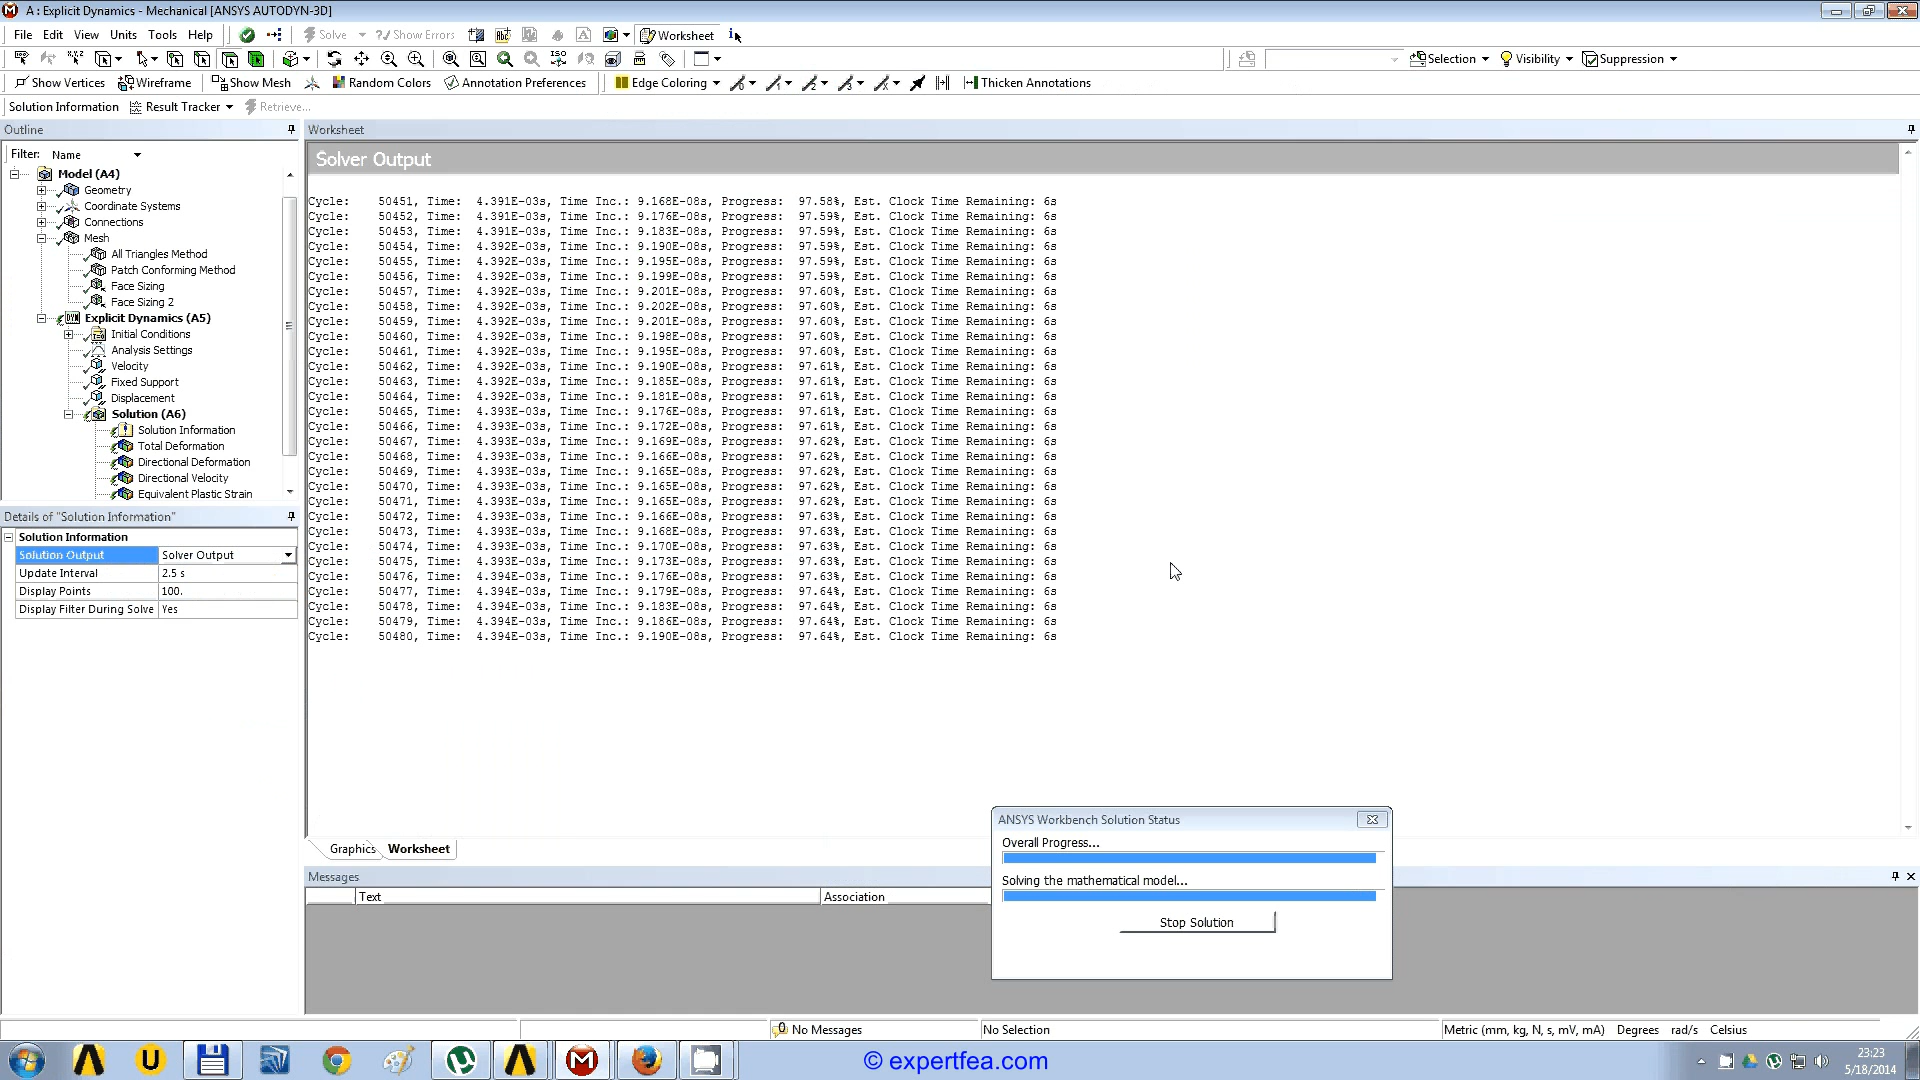 A : Explicit Dynamics - Mechanical [ANSYS AUTODYN-3D]
File Edit View Units Tools Help Solve ?/ Show Errors Worksheet
Selection Visibility Suppression
Show Vertices Wireframe Show Mesh Random Colors Annotation Preferences Edge Coloring Thicken Annotations
Solution Information Result Tracker Retrieve...
Outline
Filter: Name
Model (A4)
Geometry
Coordinate Systems
Connections
Mesh
All Triangles Method
Patch Conforming Method
Face Sizing
Face Sizing 2
Explicit Dynamics (A5)
Initial Conditions
Analysis Settings
Velocity
Fixed Support
Displacement
Solution (A6)
Solution Information
Total Deformation
Directional Deformation
Directional Velocity
Equivalent Plastic Strain
Details of "Solution Information"
Solution Information
Solution Output Solver Output
Update Interval 2.5 s
Display Points 100.
Display Filter During Solve Yes
Worksheet
Solver Output
Cycle: 50451, Time: 4.391E-03s, Time Inc.: 9.168E-08s, Progress: 97.58%, Est. Clock Time Remaining: 6s
Cycle: 50452, Time: 4.391E-03s, Time Inc.: 9.176E-08s, Progress: 97.59%, Est. Clock Time Remaining: 6s
Cycle: 50453, Time: 4.391E-03s, Time Inc.: 9.183E-08s, Progress: 97.59%, Est. Clock Time Remaining: 6s
Cycle: 50454, Time: 4.392E-03s, Time Inc.: 9.190E-08s, Progress: 97.59%, Est. Clock Time Remaining: 6s
Cycle: 50455, Time: 4.392E-03s, Time Inc.: 9.195E-08s, Progress: 97.59%, Est. Clock Time Remaining: 6s
Cycle: 50456, Time: 4.392E-03s, Time Inc.: 9.199E-08s, Progress: 97.59%, Est. Clock Time Remaining: 6s
Cycle: 50457, Time: 4.392E-03s, Time Inc.: 9.201E-08s, Progress: 97.60%, Est. Clock Time Remaining: 6s
Cycle: 50458, Time: 4.392E-03s, Time Inc.: 9.202E-08s, Progress: 97.60%, Est. Clock Time Remaining: 6s
Cycle: 50459, Time: 4.392E-03s, Time Inc.: 9.201E-08s, Progress: 97.60%, Est. Clock Time Remaining: 6s
Cycle: 50460, Time: 4.392E-03s, Time Inc.: 9.198E-08s, Progress: 97.60%, Est. Clock Time Remaining: 6s
Cycle: 50461, Time: 4.392E-03s, Time Inc.: 9.195E-08s, Progress: 97.60%, Est. Clock Time Remaining: 6s
Cycle: 50462, Time: 4.392E-03s, Time Inc.: 9.190E-08s, Progress: 97.61%, Est. Clock Time Remaining: 6s
Cycle: 50463, Time: 4.392E-03s, Time Inc.: 9.185E-08s, Progress: 97.61%, Est. Clock Time Remaining: 6s
Cycle: 50464, Time: 4.392E-03s, Time Inc.: 9.181E-08s, Progress: 97.61%, Est. Clock Time Remaining: 6s
Cycle: 50465, Time: 4.393E-03s, Time Inc.: 9.176E-08s, Progress: 97.61%, Est. Clock Time Remaining: 6s
Cycle: 50466, Time: 4.393E-03s, Time Inc.: 9.172E-08s, Progress: 97.61%, Est. Clock Time Remaining: 6s
Cycle: 50467, Time: 4.393E-03s, Time Inc.: 9.169E-08s, Progress: 97.62%, Est. Clock Time Remaining: 6s
Cycle: 50468, Time: 4.393E-03s, Time Inc.: 9.166E-08s, Progress: 97.62%, Est. Clock Time Remaining: 6s
Cycle: 50469, Time: 4.393E-03s, Time Inc.: 9.165E-08s, Progress: 97.62%, Est. Clock Time Remaining: 6s
Cycle: 50470, Time: 4.393E-03s, Time Inc.: 9.165E-08s, Progress: 97.62%, Est. Clock Time Remaining: 6s
Cycle: 50471, Time: 4.393E-03s, Time Inc.: 9.165E-08s, Progress: 97.62%, Est. Clock Time Remaining: 6s
Cycle: 50472, Time: 4.393E-03s, Time Inc.: 9.166E-08s, Progress: 97.63%, Est. Clock Time Remaining: 6s
Cycle: 50473, Time: 4.393E-03s, Time Inc.: 9.168E-08s, Progress: 97.63%, Est. Clock Time Remaining: 6s
Cycle: 50474, Time: 4.393E-03s, Time Inc.: 9.170E-08s, Progress: 97.63%, Est. Clock Time Remaining: 6s
Cycle: 50475, Time: 4.393E-03s, Time Inc.: 9.173E-08s, Progress: 97.63%, Est. Clock Time Remaining: 6s
Cycle: 50476, Time: 4.394E-03s, Time Inc.: 9.176E-08s, Progress: 97.63%, Est. Clock Time Remaining: 6s
Cycle: 50477, Time: 4.394E-03s, Time Inc.: 9.179E-08s, Progress: 97.64%, Est. Clock Time Remaining: 6s
Cycle: 50478, Time: 4.394E-03s, Time Inc.: 9.183E-08s, Progress: 97.64%, Est. Clock Time Remaining: 6s
Cycle: 50479, Time: 4.394E-03s, Time Inc.: 9.186E-08s, Progress: 97.64%, Est. Clock Time Remaining: 6s
Cycle: 50480, Time: 4.394E-03s, Time Inc.: 9.190E-08s, Progress: 97.64%, Est. Clock Time Remaining: 6s
Graphics Worksheet
Messages
Text Association
ANSYS Workbench Solution Status
Overall Progress...
Solving the mathematical model...
Stop Solution
No Messages No Selection Metric (mm, kg, N, s, mV, mA) Degrees rad/s Celsius
© expertfea.com
23:23
5/18/2014